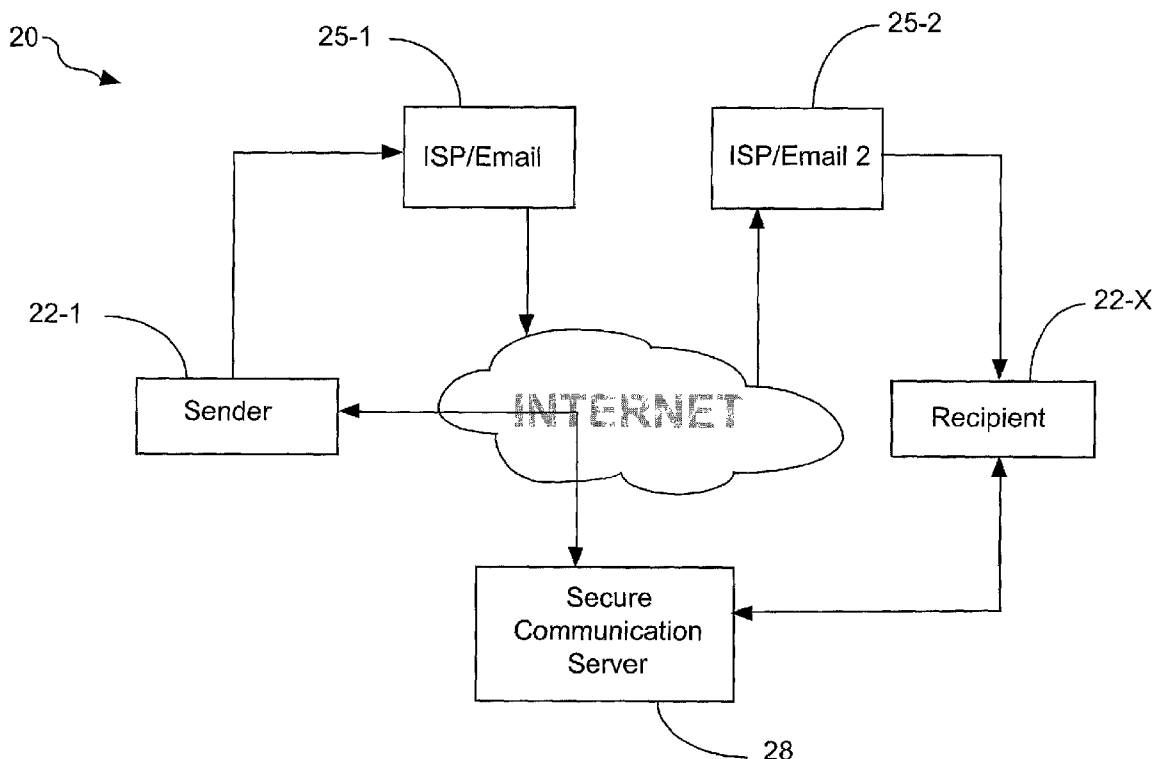 20
25-1
25-2
ISP/Email
ISP/Email 2
22-1
22-X
Sender
INTERNET
Recipient
Secure
Communication
Server
28